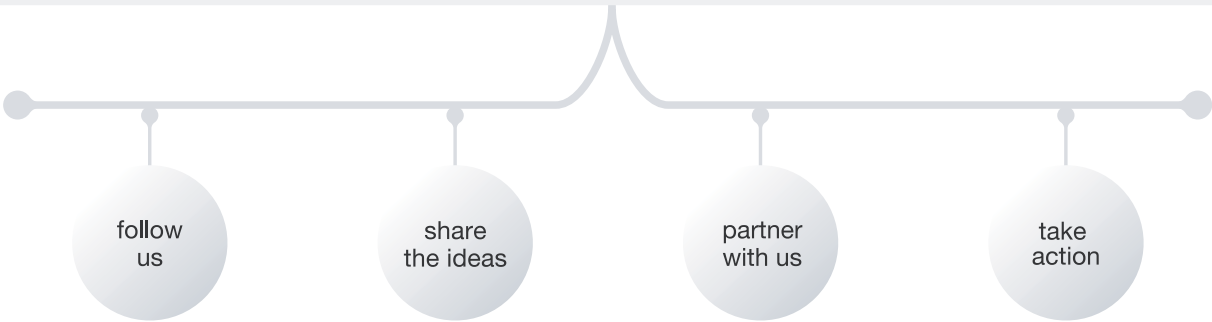 follow
us
share
the ideas
partner
with us
take
action